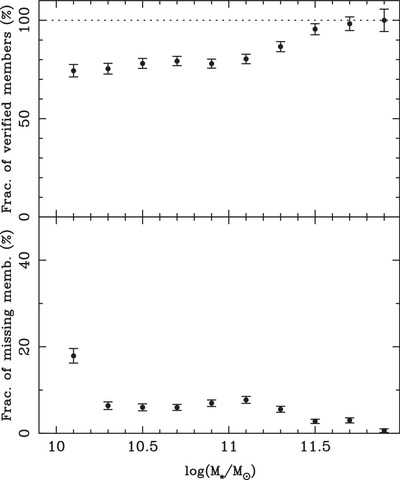 Frac. of verified members (%)
100
50
0
Frac. of missing memb. (%)
40
20
0
10 10.5 11 11.5
log(M⋆/M⊙)